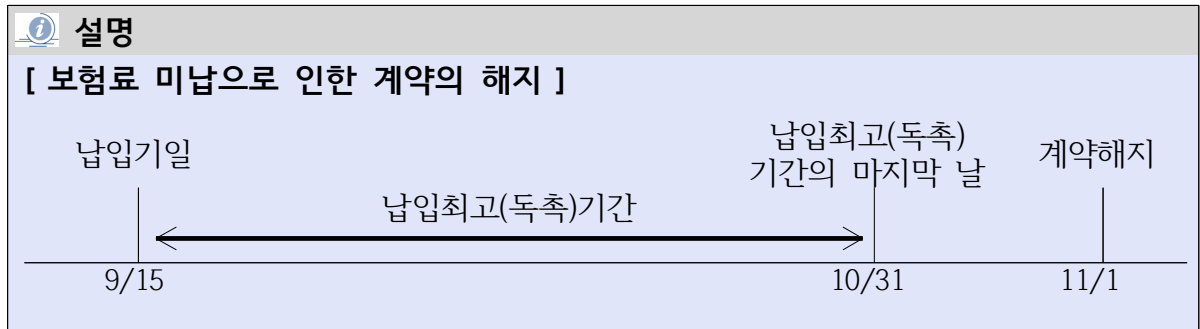 설명
[ 보험료 미납으로 인한 계약의 해지 ]
납입기일
납입최고(독촉)
기간의 마지막 날
계약해지
납입최고(독촉)기간
9/15
10/31
11/1